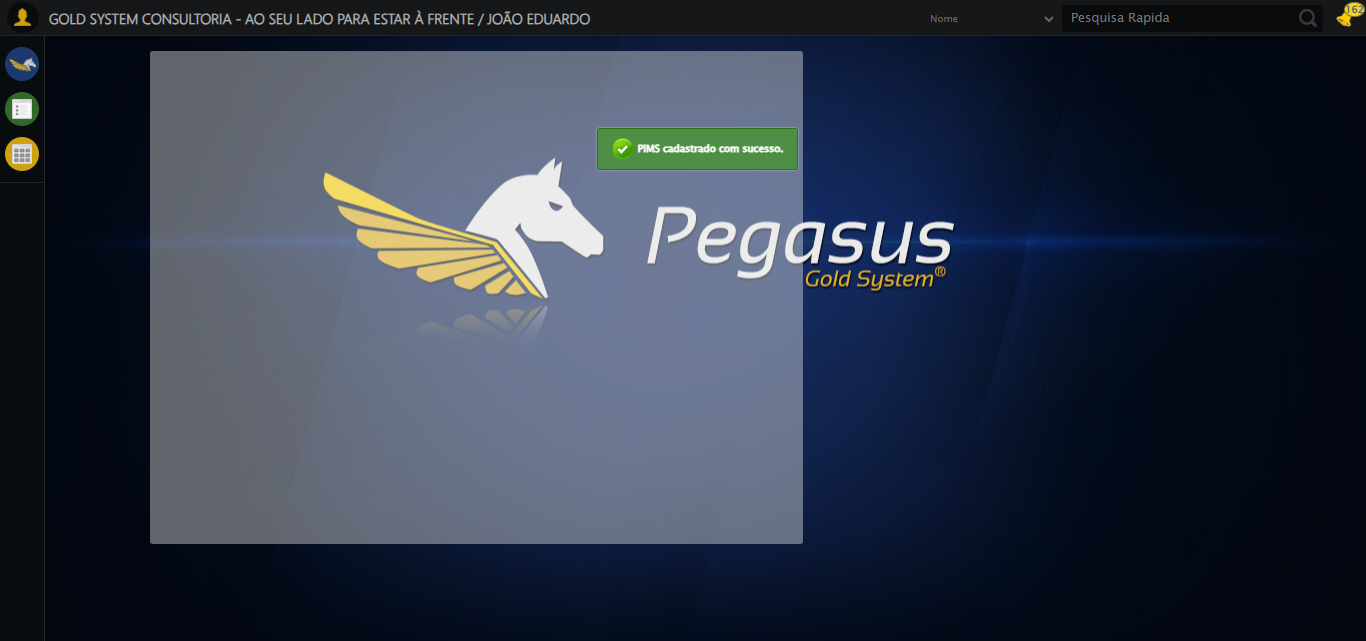 GOLD SYSTEM CONSULTORIA - AO SEU LADO PARA ESTAR À FRENTE / JOÃO EDUARDO
Nome
Pesquisa Rapida
162
PIMS cadastrado com sucesso.
Pegasus
Gold System®